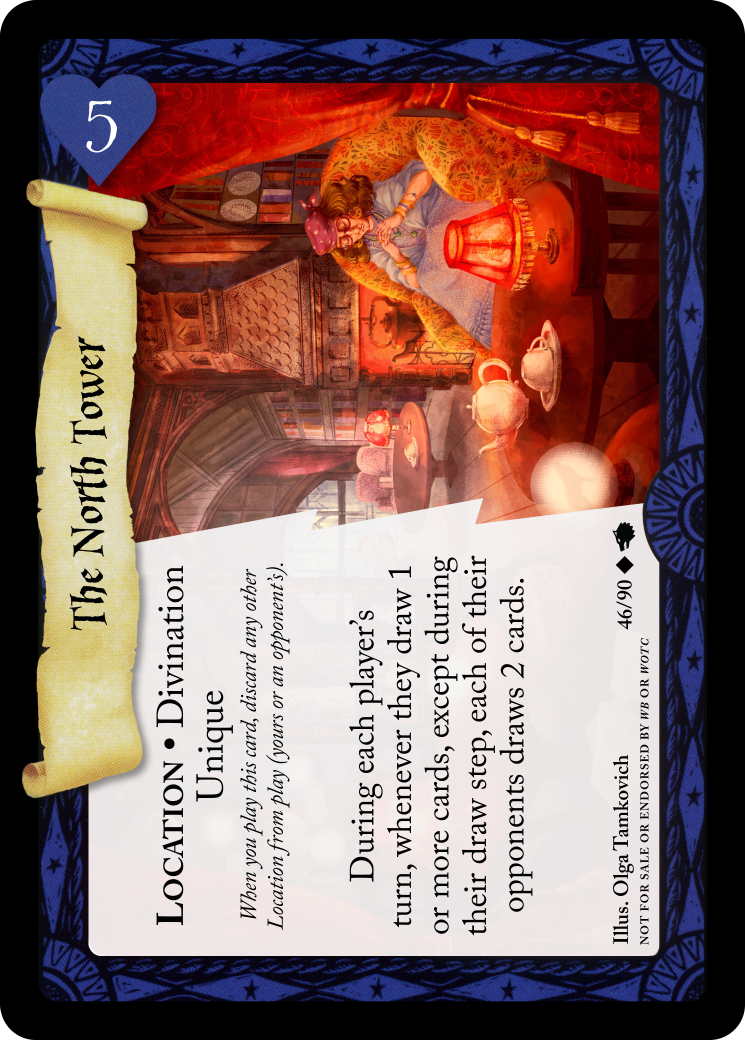 5
The North Tower
LOCATION • Divination
Unique
When you play this card, discard any other
Location from play (yours or an opponent's).
During each player's
turn, whenever they draw 1
or more cards, except during
their draw step, each of their
opponents draws 2 cards.
Illus. Olga Tamkovich 46/90
NOT FOR SALE OR ENDORSED BY WB OR WOTC